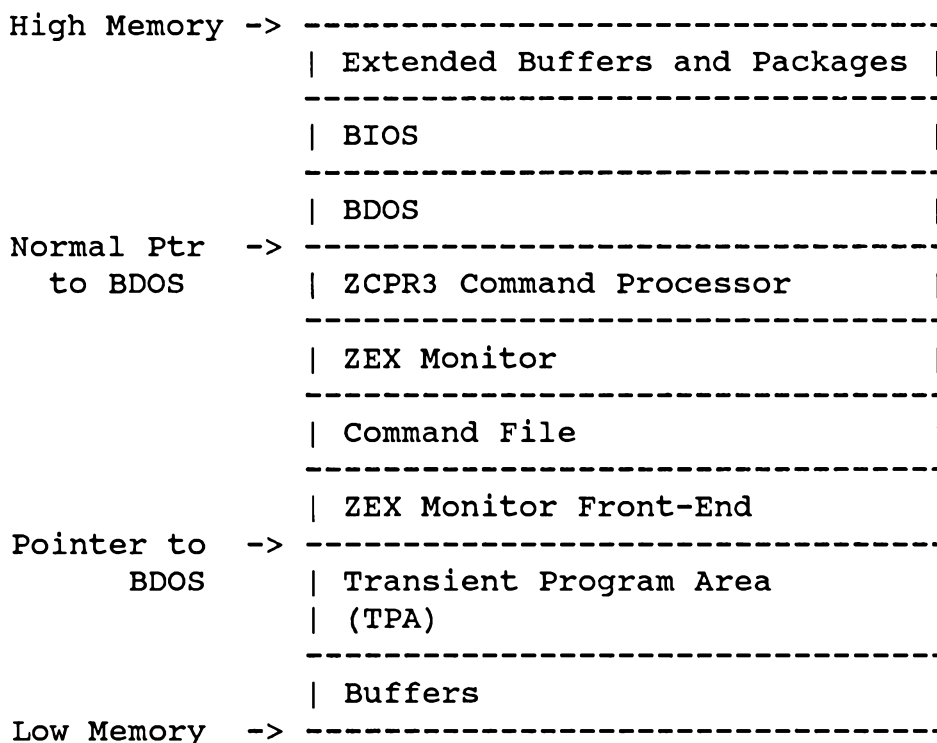 High Memory -> ---------------------------------
| Extended Buffers and Packages |
---------------------------------
| BIOS |
---------------------------------
| BDOS |
Normal Ptr -> ---------------------------------
to BDOS | ZCPR3 Command Processor |
---------------------------------
| ZEX Monitor |
---------------------------------
| Command File
---------------------------------
| ZEX Monitor Front-End
Pointer to -> ---------------------------------
BDOS | Transient Program Area
| (TPA)
---------------------------------
| Buffers
Low Memory -> ---------------------------------